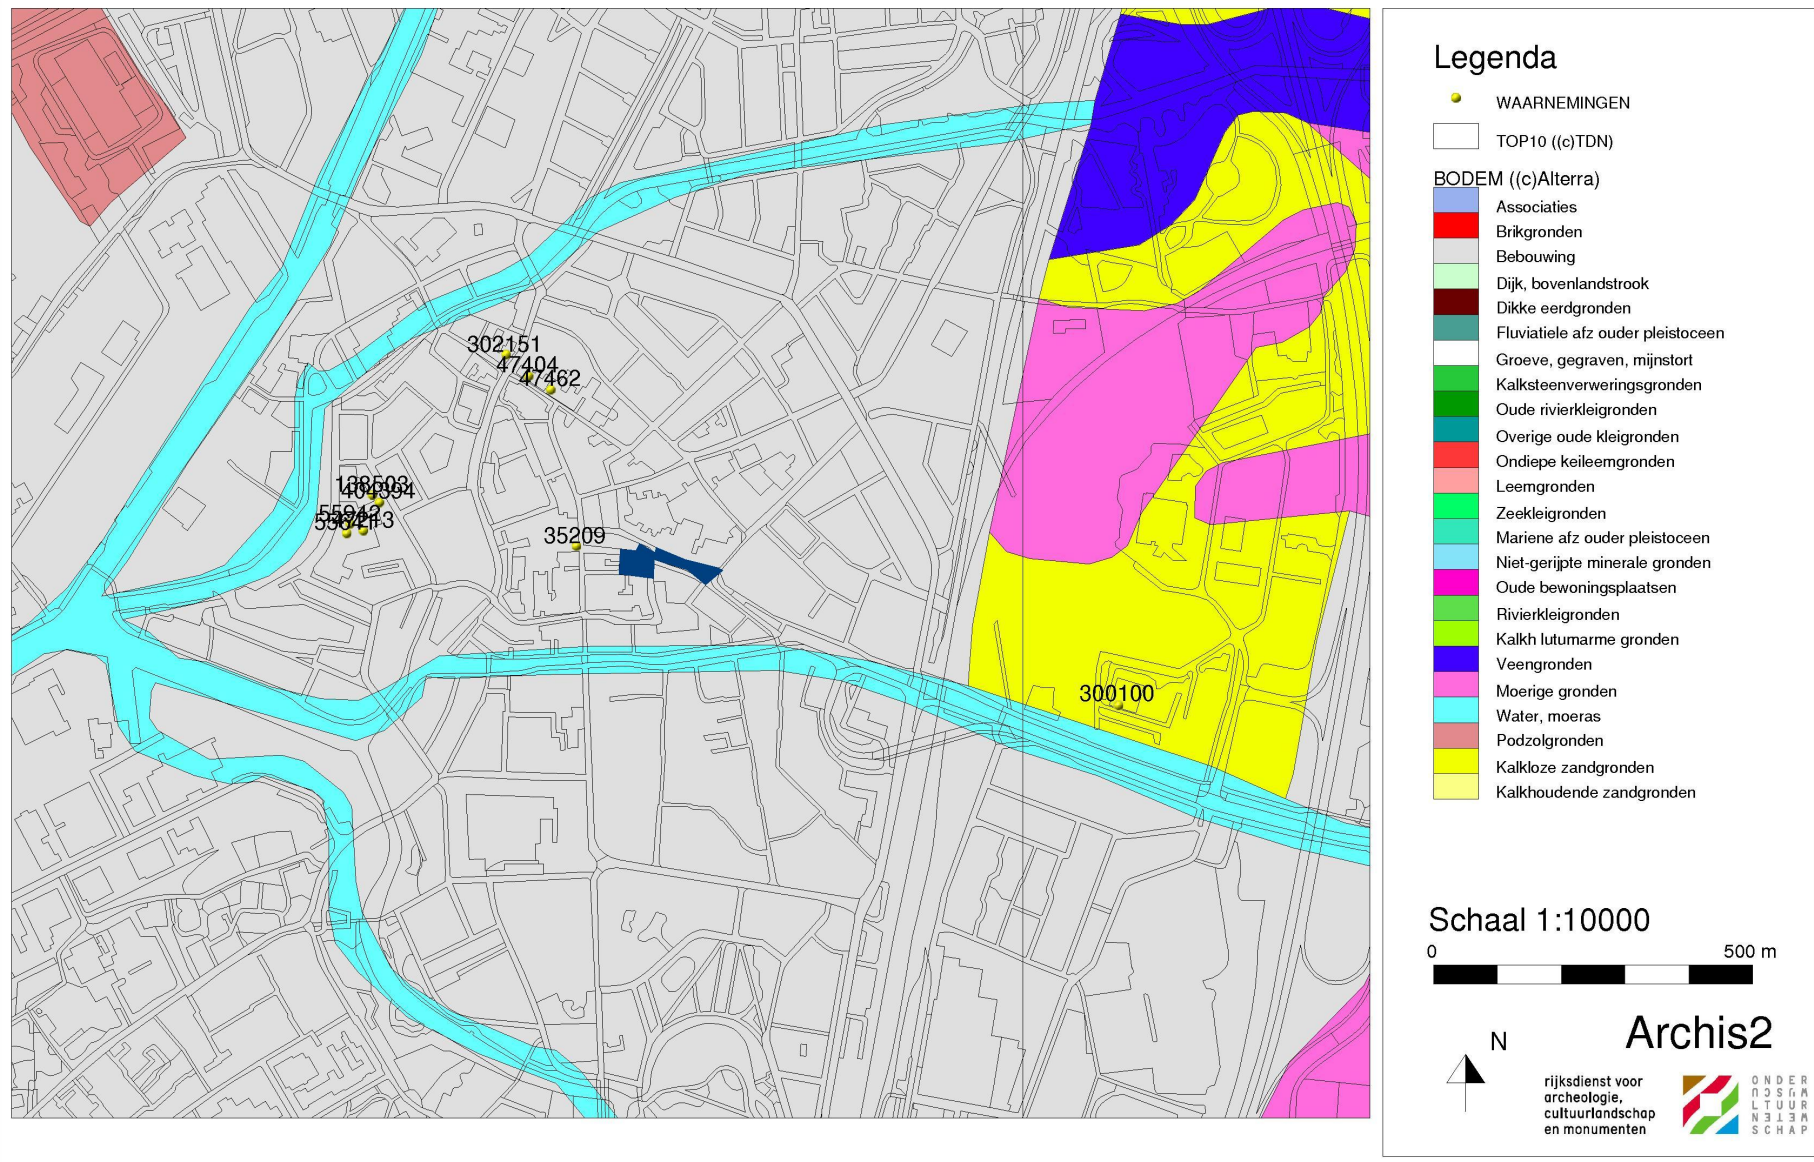 302151
47404
47462
138503
404394
35209
300100
Legenda
WAARNEMINGEN
TOP10 ((c)TDN)
BODEM ((c)Alterra)
Associaties
Brikgronden
Bebouwing
Dijk, bovenlandstrook
Dikke eerdgronden
Fluviatiele afz ouder pleistoceen
Groeve, gegraven, mijnstort
Kalksteenverweringsgronden
Oude rivierkleigronden
Overige oude kleigronden
Ondiepe keileemgronden
Leemgronden
Zeekleigronden
Mariene afz ouder pleistoceen
Niet-gerijpte minerale gronden
Oude bewoningsplaatsen
Rivierkleigronden
Kalkh lutumarme gronden
Veengronden
Moerige gronden
Water, moeras
Podzolgronden
Kalkloze zandgronden
Kalkhoudende zandgronden
Schaal 1:10000
0 500 m
N
Archis2
rijksdienst voor
archeologie,
cultuurlandschap
en monumenten
ONDER
SCHAP